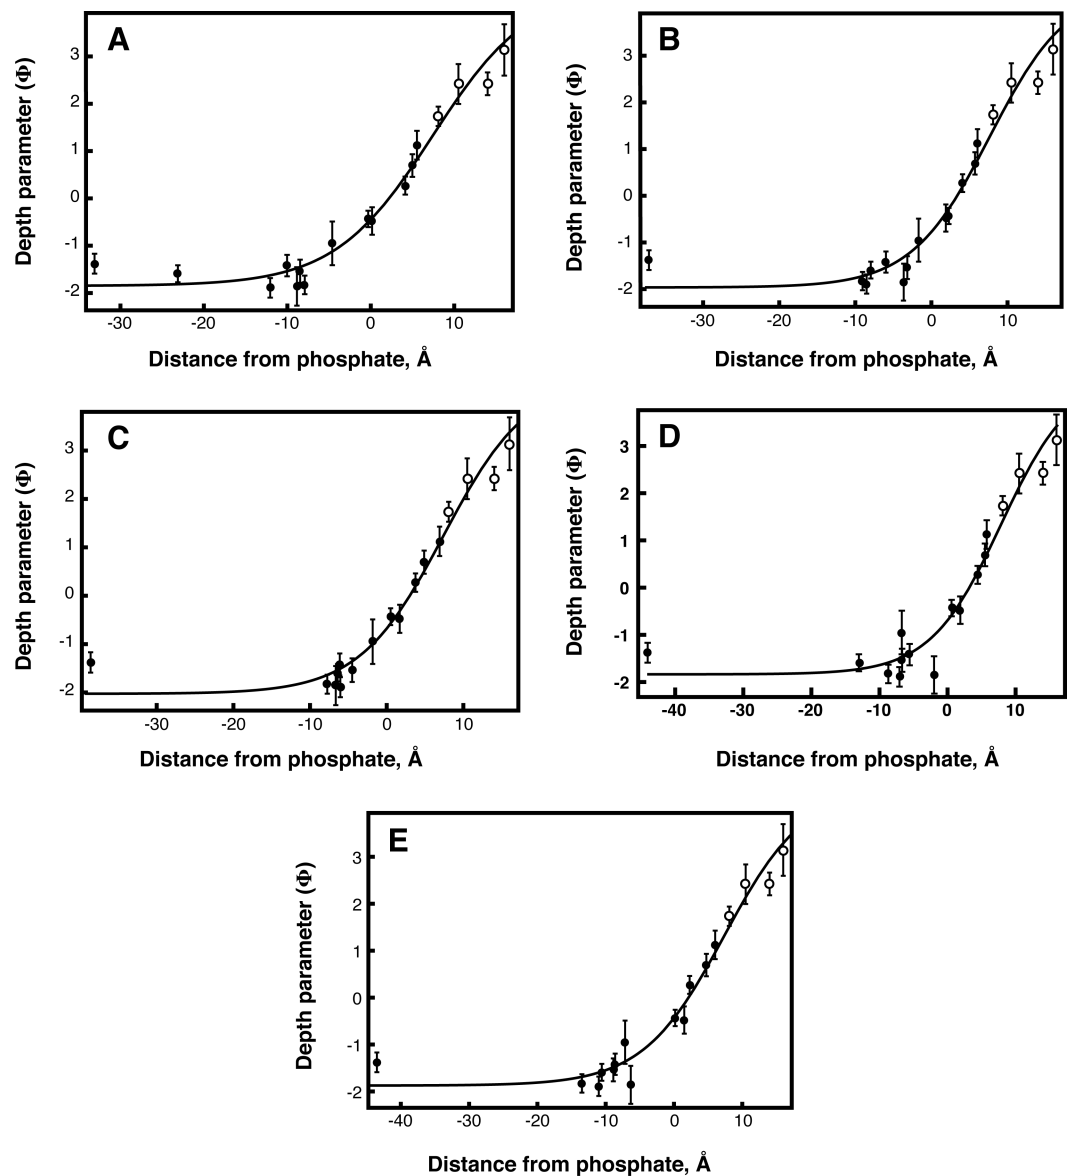 A
Depth parameter (Φ)
3
2
1
0
-1
-2
-30 -20 -10 0 10
Distance from phosphate, Å
B
Depth parameter (Φ)
3
2
1
0
-1
-2
-30 -20 -10 0 10
Distance from phosphate, Å
C
Depth parameter (Φ)
3
2
1
0
-1
-2
-30 -20 -10 0 10
Distance from phosphate, Å
D
Depth parameter (Φ)
3
2
1
0
-1
-2
-40 -30 -20 -10 0 10
Distance from phosphate, Å
E
Depth parameter (Φ)
3
2
1
0
-1
-2
-40 -30 -20 -10 0 10
Distance from phosphate, Å